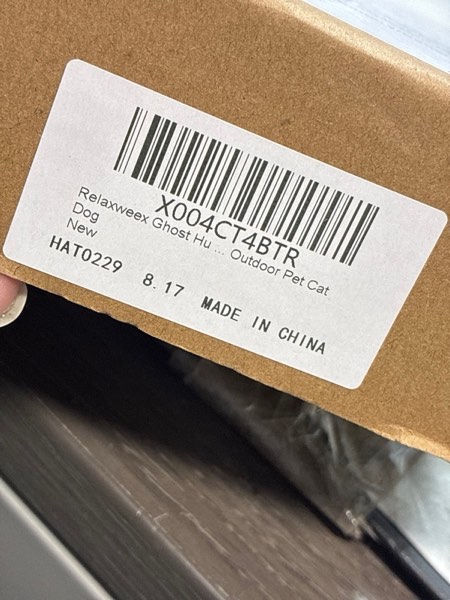 X004CT4BTR
Relaxweex Ghost Hu ... Outdoor Pet Cat
Dog
New
HAT0229 8.17 MADE IN CHINA